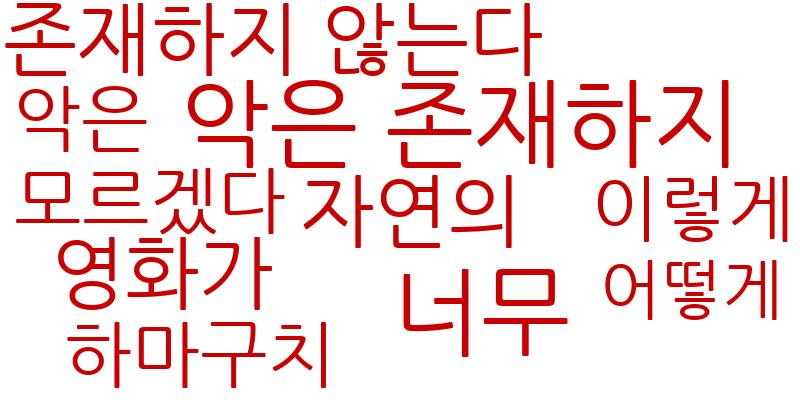 존재하지 않는다
악은 악은 존재하지
모르겠다 자연의 이렇게
영화가 너무 어떻게
하마구치